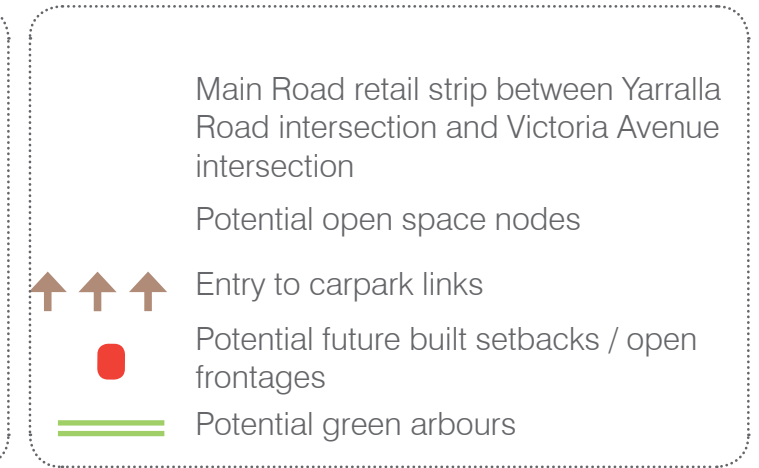 Main Road retail strip between Yarralla
Road intersection and Victoria Avenue
intersection
Potential open space nodes
Entry to carpark links
Potential future built setbacks / open
frontages
Potential green arbours